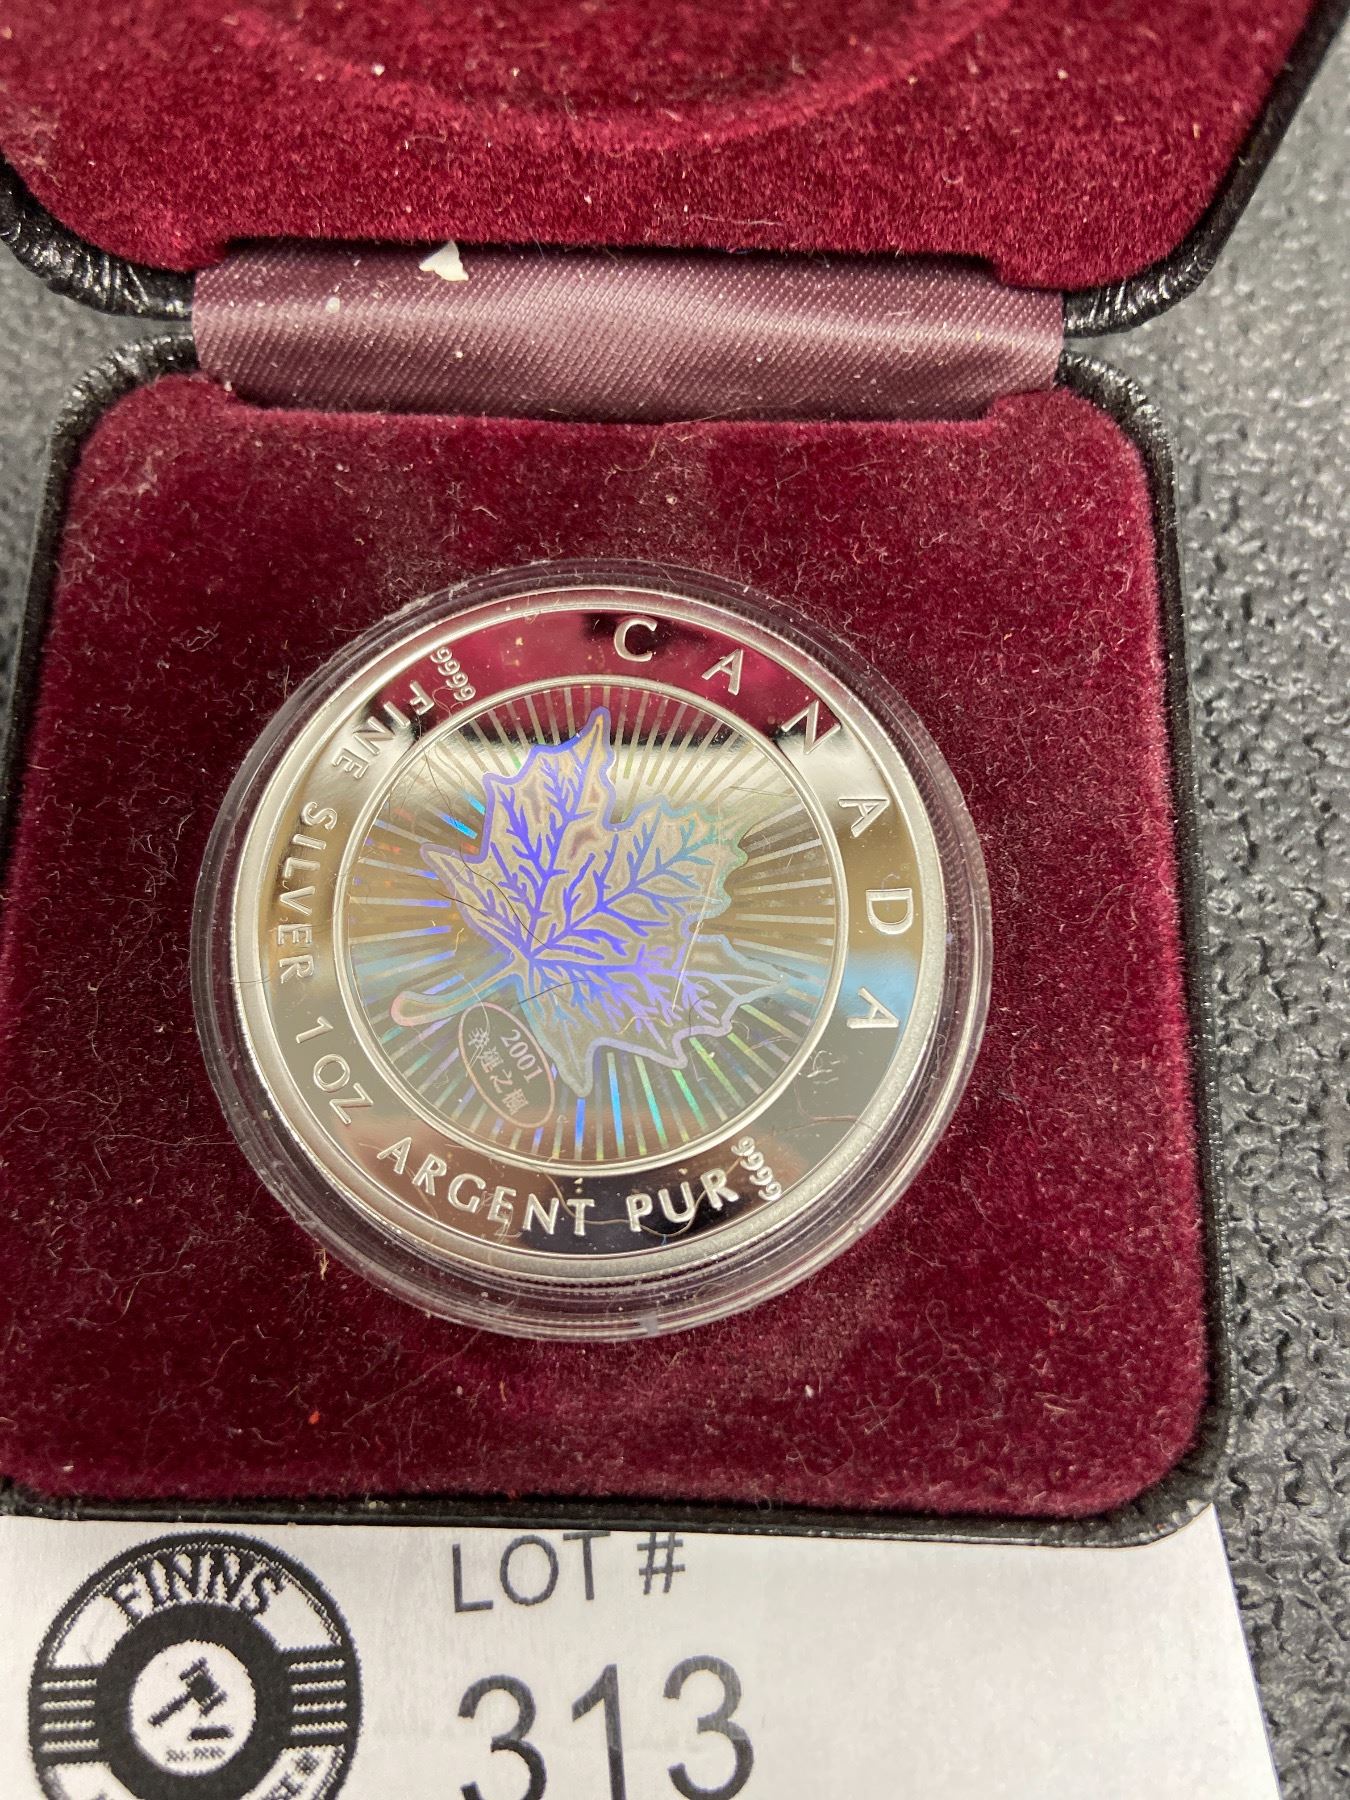 CANADA
9999 FINE SILVER 1 OZ ARGENT PUR 9999
2001
幸運之楓
FINNS
LOT #
313